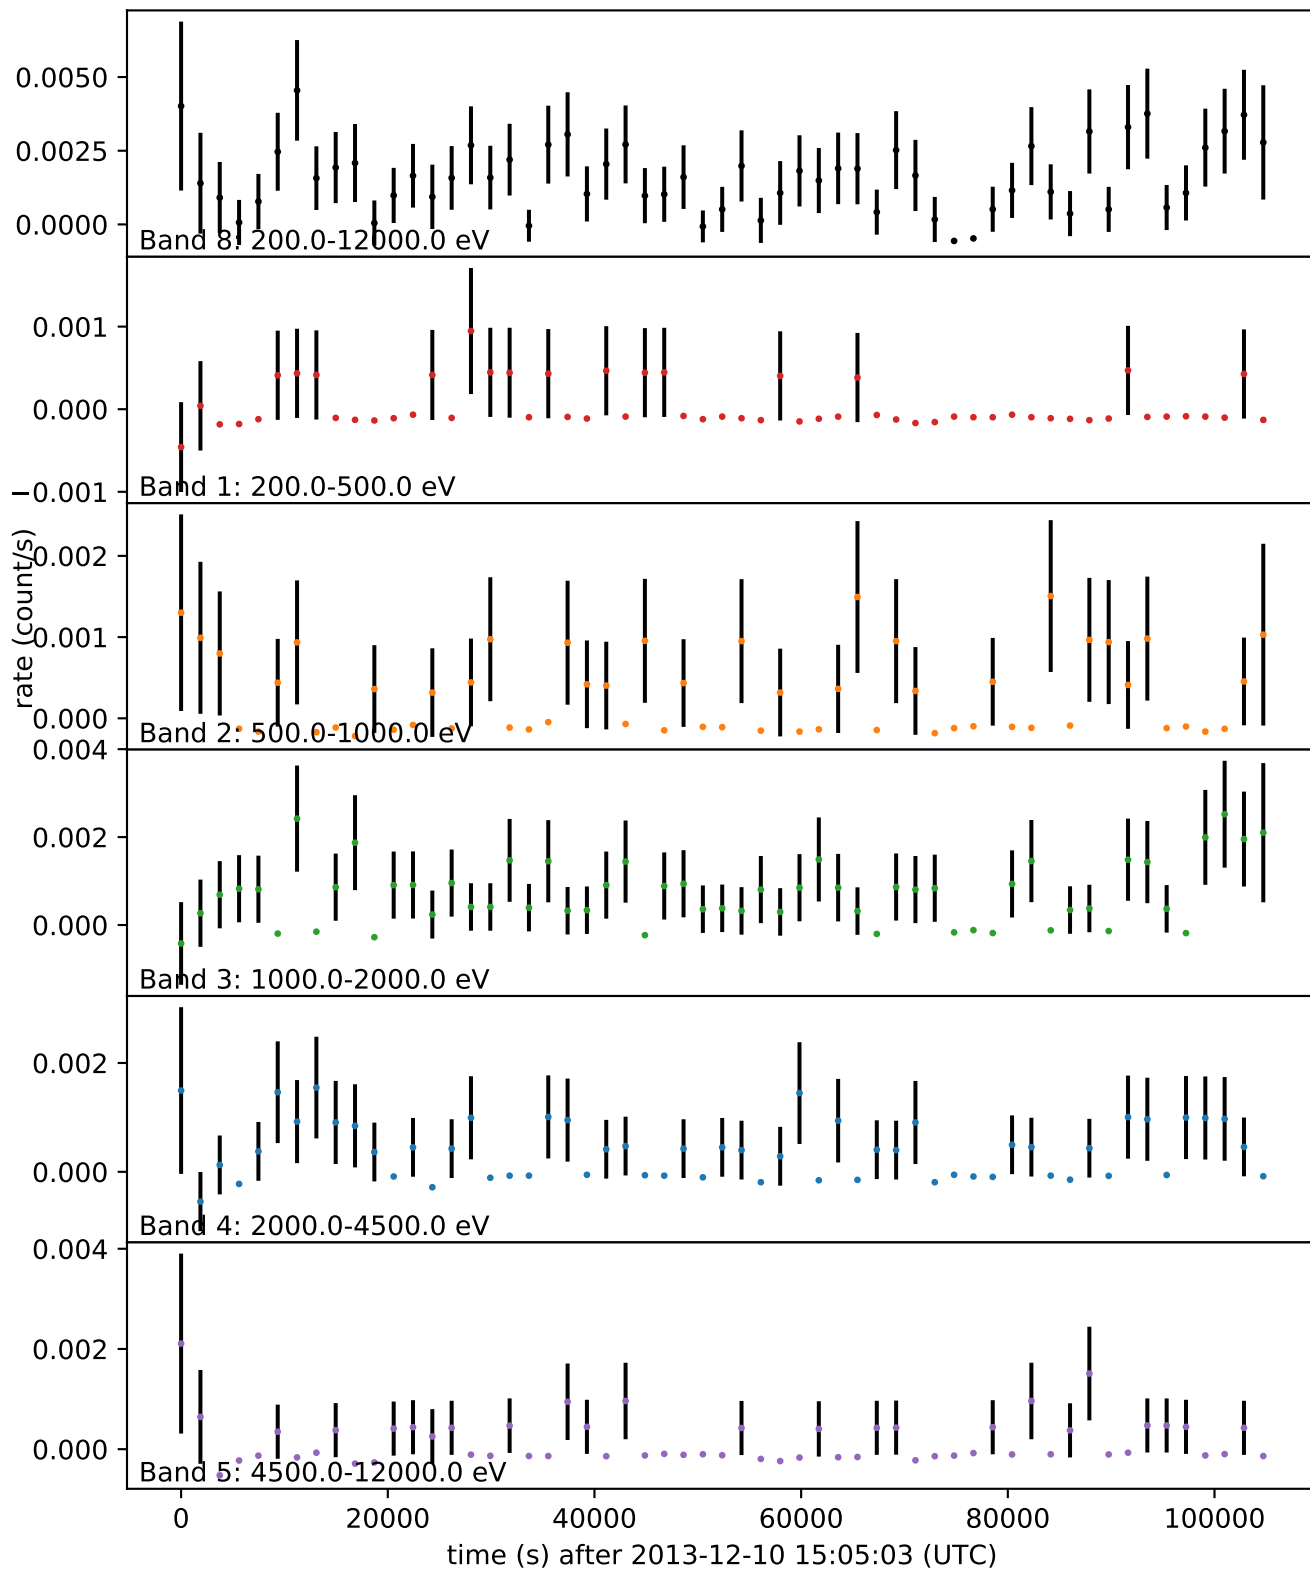 0.0050
0.0025
0.0000
Band 8: 200.0-12000.0 eV
0.001
0.000
−0.001
Band 1: 200.0-500.0 eV
rate (count/s)
0.002
0.001
0.000
Band 2: 500.0-1000.0 eV
0.004
0.002
0.000
Band 3: 1000.0-2000.0 eV
0.002
0.000
Band 4: 2000.0-4500.0 eV
0.004
0.002
0.000
Band 5: 4500.0-12000.0 eV
0 20000 40000 60000 80000 100000
time (s) after 2013-12-10 15:05:03 (UTC)